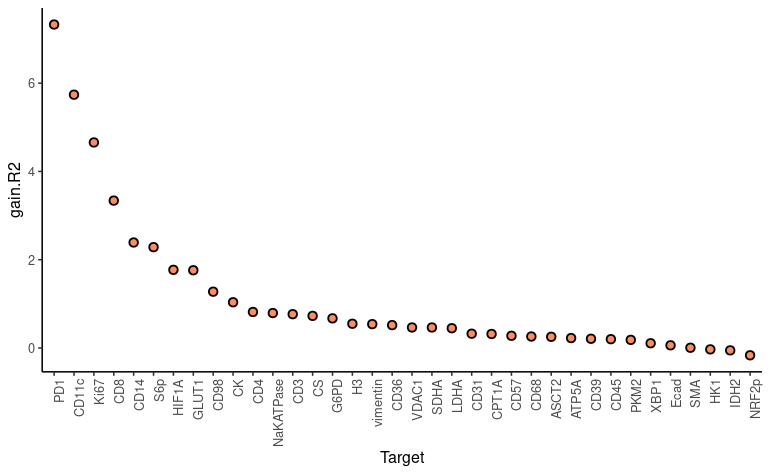 gain.R2
6
4
2
0
PD1
CD11c
Ki67
CD8
CD14
S6p
HIF1A
GLUT1
CD98
CK
CD4
NaKATPase
CD3
CS
G6PD
H3
vimentin
CD36
VDAC1
SDHA
LDHA
CD31
CPT1A
CD57
CD68
ASCT2
ATP5A
CD39
CD45
PKM2
XBP1
Ecad
SMA
HK1
IDH2
NRF2p
Target